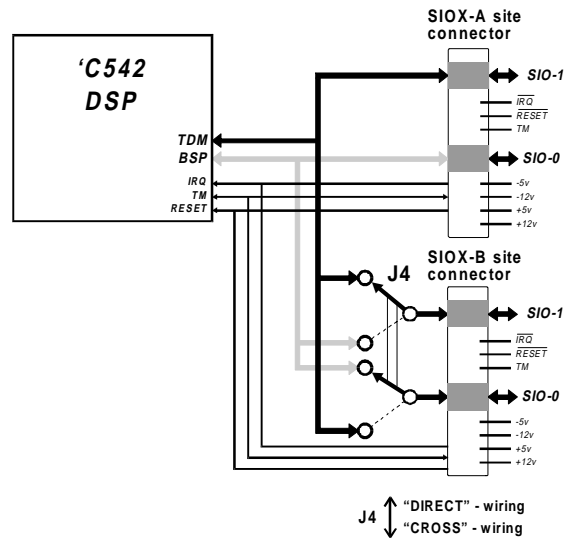 SIOX-A site
connector
‘C542
DSP
TDM
BSP
IRQ
TM
RESET
SIO-1
IRQ
RESET
TM
SIO-0
-5v
-12v
+5v
+12v
SIOX-B site
connector
J4
SIO-1
IRQ
RESET
TM
SIO-0
-5v
-12v
+5v
+12v
J4
“DIRECT” - wiring
“CROSS” - wiring